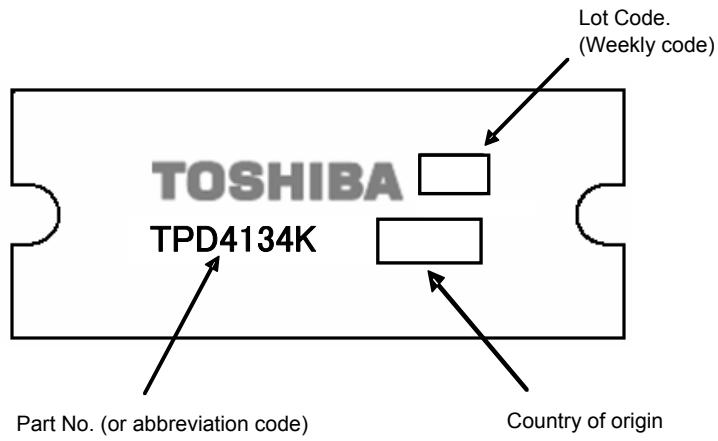 Lot Code.
(Weekly code)
TOSHIBA
TPD4134K
Part No. (or abbreviation code)
Country of origin